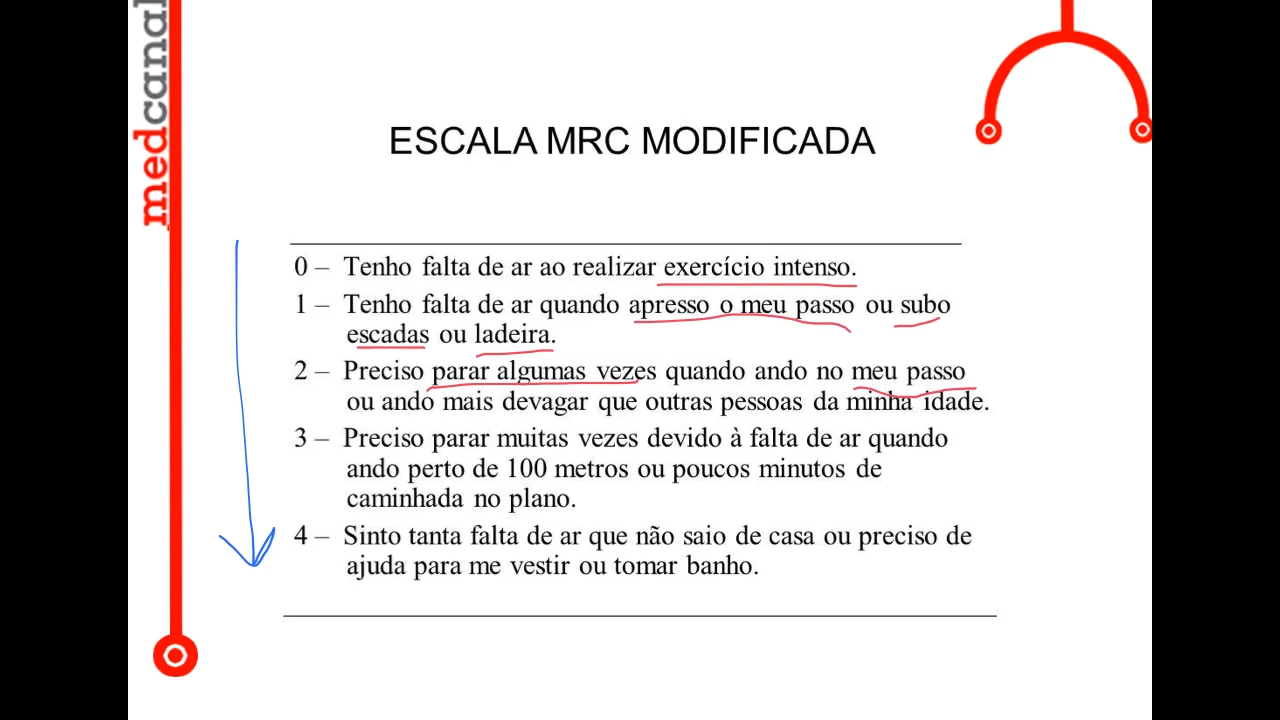 medcanal
ESCALA MRC MODIFICADA
0 – Tenho falta de ar ao realizar exercício intenso.
1 – Tenho falta de ar quando apresso o meu passo ou subo
escadas ou ladeira.
2 – Preciso parar algumas vezes quando ando no meu passo
ou ando mais devagar que outras pessoas da minha idade.
3 – Preciso parar muitas vezes devido à falta de ar quando
ando perto de 100 metros ou poucos minutos de
caminhada no plano.
4 – Sinto tanta falta de ar que não saio de casa ou preciso de
ajuda para me vestir ou tomar banho.